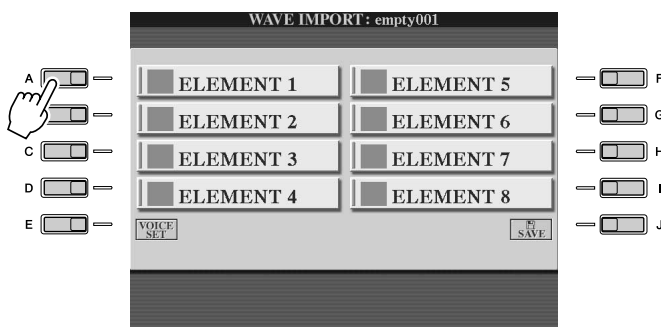 WAVE IMPORT: empty001
A
ELEMENT 1
ELEMENT 5
F
ELEMENT 2
ELEMENT 6
G
C
ELEMENT 3
ELEMENT 7
H
D
ELEMENT 4
ELEMENT 8
I
E
VOICE
SET
SAVE
J